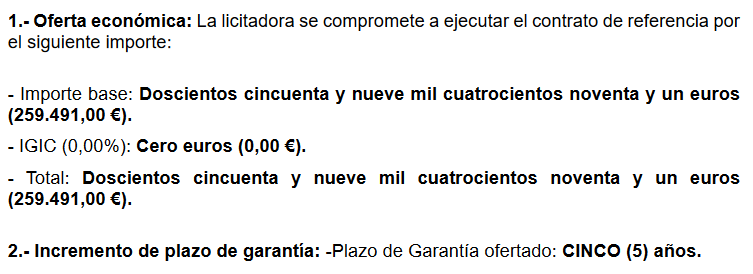 1.- Oferta económica: La licitadora se compromete a ejecutar el contrato de referencia por
el siguiente importe:
- Importe base: Doscientos cincuenta y nueve mil cuatrocientos noventa y un euros
(259.491,00 €).
- IGIC (0,00%): Cero euros (0,00 €).
- Total: Doscientos cincuenta y nueve mil cuatrocientos noventa y un euros
(259.491,00 €).
2.- Incremento de plazo de garantía: -Plazo de Garantía ofertado: CINCO (5) años.